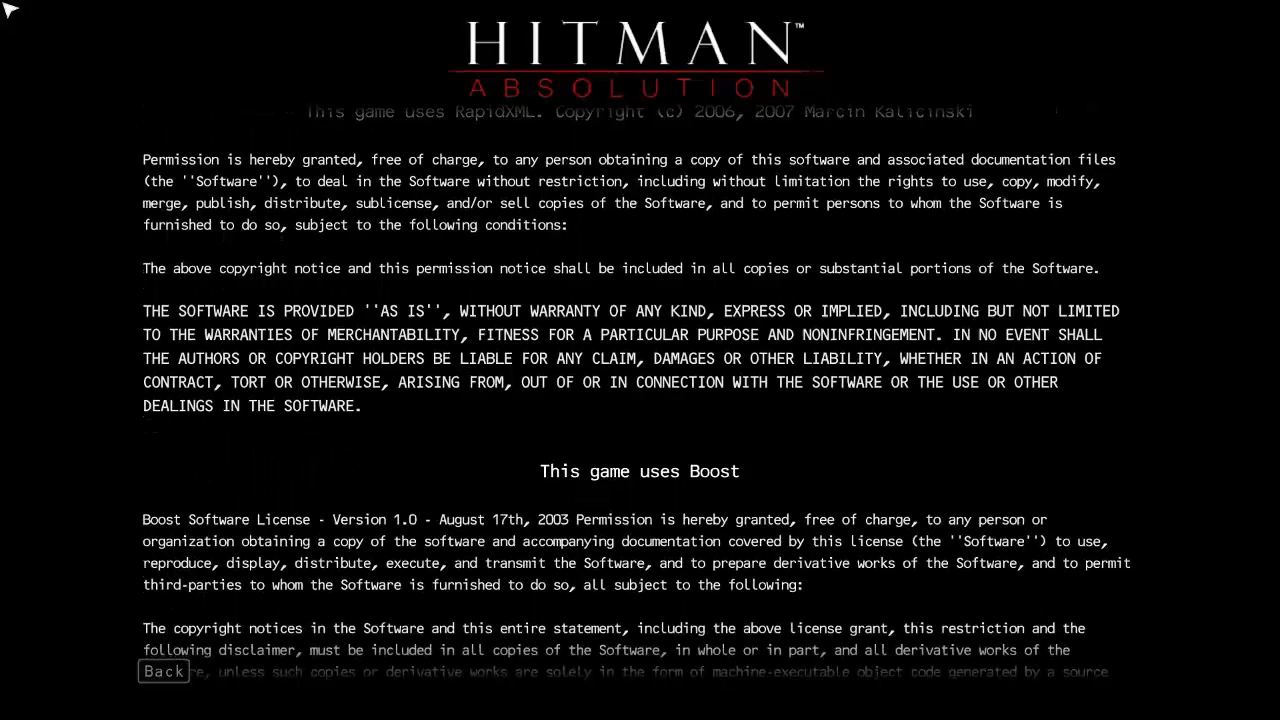 HITMAN™
ABSOLUTION
This game uses RapidXML. Copyright (c) 2006, 2007 Marcin Kalicinski
Permission is hereby granted, free of charge, to any person obtaining a copy of this software and associated documentation files
(the ''Software''), to deal in the Software without restriction, including without limitation the rights to use, copy, modify,
merge, publish, distribute, sublicense, and/or sell copies of the Software, and to permit persons to whom the Software is
furnished to do so, subject to the following conditions:
The above copyright notice and this permission notice shall be included in all copies or substantial portions of the Software.
THE SOFTWARE IS PROVIDED ''AS IS'', WITHOUT WARRANTY OF ANY KIND, EXPRESS OR IMPLIED, INCLUDING BUT NOT LIMITED
TO THE WARRANTIES OF MERCHANTABILITY, FITNESS FOR A PARTICULAR PURPOSE AND NONINFRINGEMENT. IN NO EVENT SHALL
THE AUTHORS OR COPYRIGHT HOLDERS BE LIABLE FOR ANY CLAIM, DAMAGES OR OTHER LIABILITY, WHETHER IN AN ACTION OF
CONTRACT, TORT OR OTHERWISE, ARISING FROM, OUT OF OR IN CONNECTION WITH THE SOFTWARE OR THE USE OR OTHER
DEALINGS IN THE SOFTWARE.
This game uses Boost
Boost Software License - Version 1.0 - August 17th, 2003 Permission is hereby granted, free of charge, to any person or
organization obtaining a copy of the software and accompanying documentation covered by this license (the ''Software'') to use,
reproduce, display, distribute, execute, and transmit the Software, and to prepare derivative works of the Software, and to permit
third-parties to whom the Software is furnished to do so, all subject to the following:
The copyright notices in the Software and this entire statement, including the above license grant, this restriction and the
following disclaimer, must be included in all copies of the Software, in whole or in part, and all derivative works of the
Back re, unless such copies or derivative works are solely in the form of machine-executable object code generated by a source